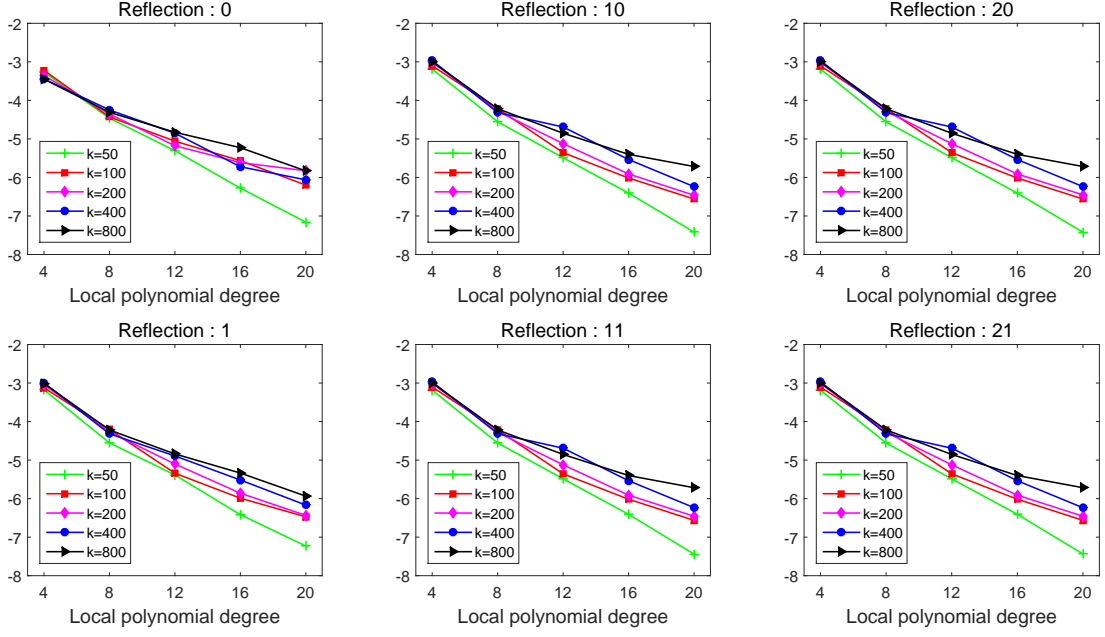 Reflection : 0
-2
-3
-4
-5
-6
-7
-8
k=50
k=100
k=200
k=400
k=800
4 8 12 16 20
Local polynomial degree
Reflection : 10
-2
-3
-4
-5
-6
-7
-8
k=50
k=100
k=200
k=400
k=800
4 8 12 16 20
Local polynomial degree
Reflection : 20
-2
-3
-4
-5
-6
-7
-8
k=50
k=100
k=200
k=400
k=800
4 8 12 16 20
Local polynomial degree
Reflection : 1
-2
-3
-4
-5
-6
-7
-8
k=50
k=100
k=200
k=400
k=800
4 8 12 16 20
Local polynomial degree
Reflection : 11
-2
-3
-4
-5
-6
-7
-8
k=50
k=100
k=200
k=400
k=800
4 8 12 16 20
Local polynomial degree
Reflection : 21
-2
-3
-4
-5
-6
-7
-8
k=50
k=100
k=200
k=400
k=800
4 8 12 16 20
Local polynomial degree